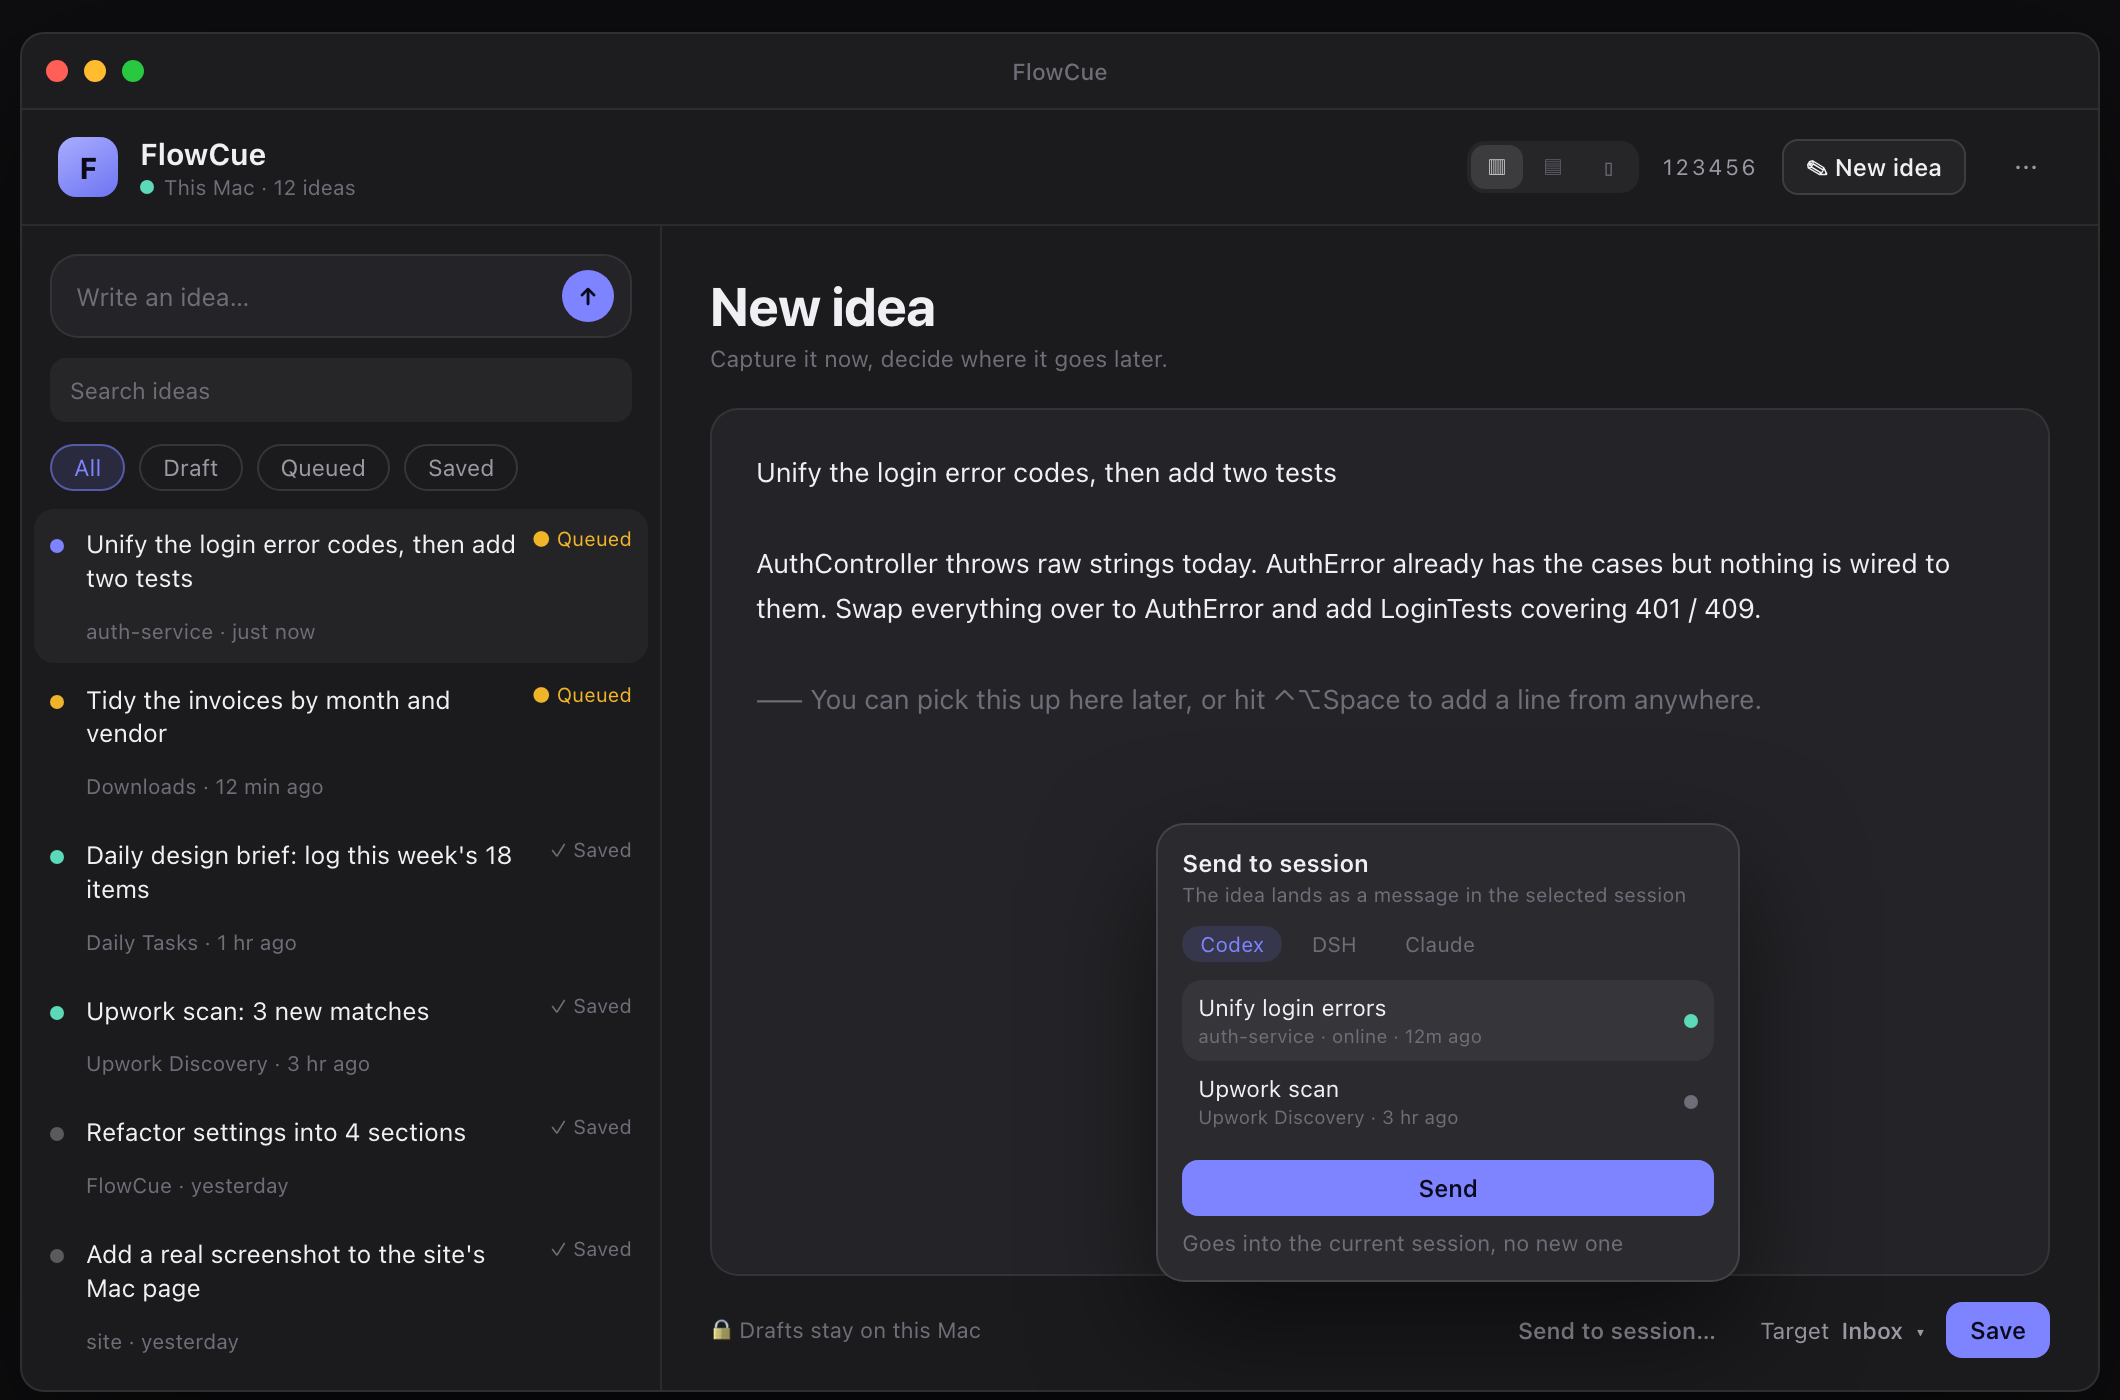 FlowCue
F
FlowCue
This Mac · 12 ideas
123456
✎ New idea
···
Write an idea...
↑
Search ideas
All
Draft
Queued
Saved
Unify the login error codes, then add
two tests
Queued
auth-service · just now
Tidy the invoices by month and
vendor
Queued
Downloads · 12 min ago
Daily design brief: log this week's 18
items
✓ Saved
Daily Tasks · 1 hr ago
Upwork scan: 3 new matches
✓ Saved
Upwork Discovery · 3 hr ago
Refactor settings into 4 sections
✓ Saved
FlowCue · yesterday
Add a real screenshot to the site's
Mac page
✓ Saved
site · yesterday
New idea
Capture it now, decide where it goes later.
Unify the login error codes, then add two tests
AuthController throws raw strings today. AuthError already has the cases but nothing is wired to
them. Swap everything over to AuthError and add LoginTests covering 401 / 409.
—— You can pick this up here later, or hit ⌃⌥Space to add a line from anywhere.
Send to session
The idea lands as a message in the selected session
Codex
DSH
Claude
Unify login errors
auth-service · online · 12m ago
Upwork scan
Upwork Discovery · 3 hr ago
Send
Goes into the current session, no new one
🔒 Drafts stay on this Mac
Send to session...
Target Inbox ▾
Save